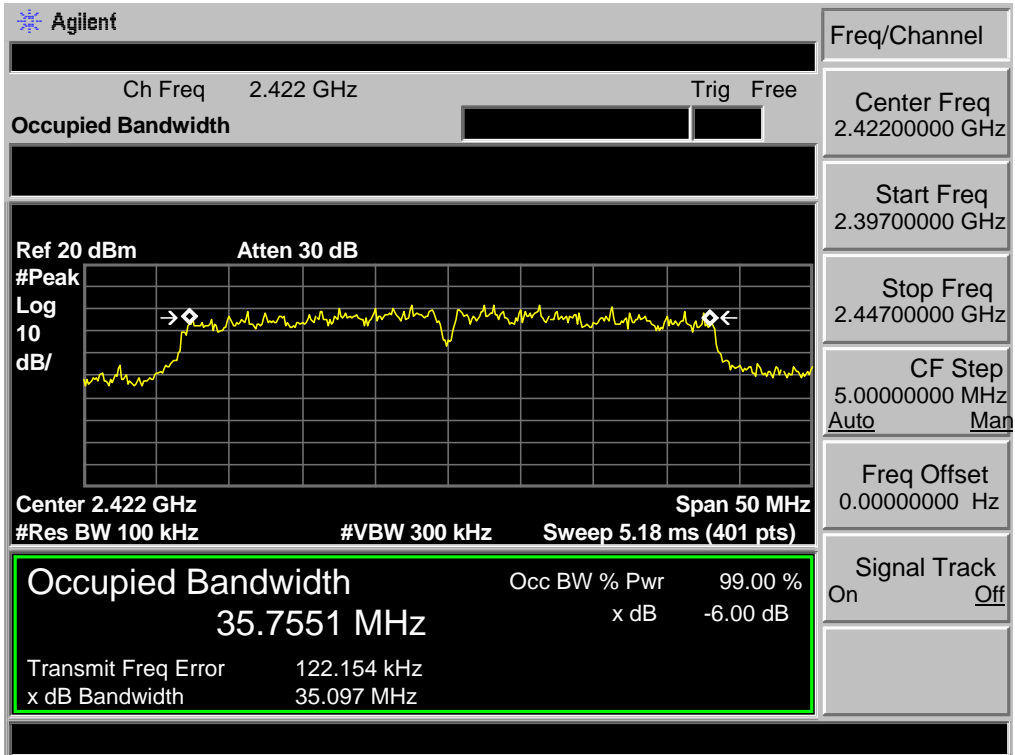 Agilent
Freq/Channel
Ch Freq 2.422 GHz Trig Free
Occupied Bandwidth
Center Freq
2.42200000 GHz
Start Freq
2.39700000 GHz
Ref 20 dBm Atten 30 dB
#Peak
Log
10
dB/
Stop Freq
2.44700000 GHz
CF Step
5.00000000 MHz
Auto Man
Freq Offset
0.00000000 Hz
Center 2.422 GHz Span 50 MHz
#Res BW 100 kHz #VBW 300 kHz Sweep 5.18 ms (401 pts)
Signal Track
On Off
Occupied Bandwidth Occ BW % Pwr 99.00 %
35.7551 MHz x dB -6.00 dB
Transmit Freq Error 122.154 kHz
x dB Bandwidth 35.097 MHz